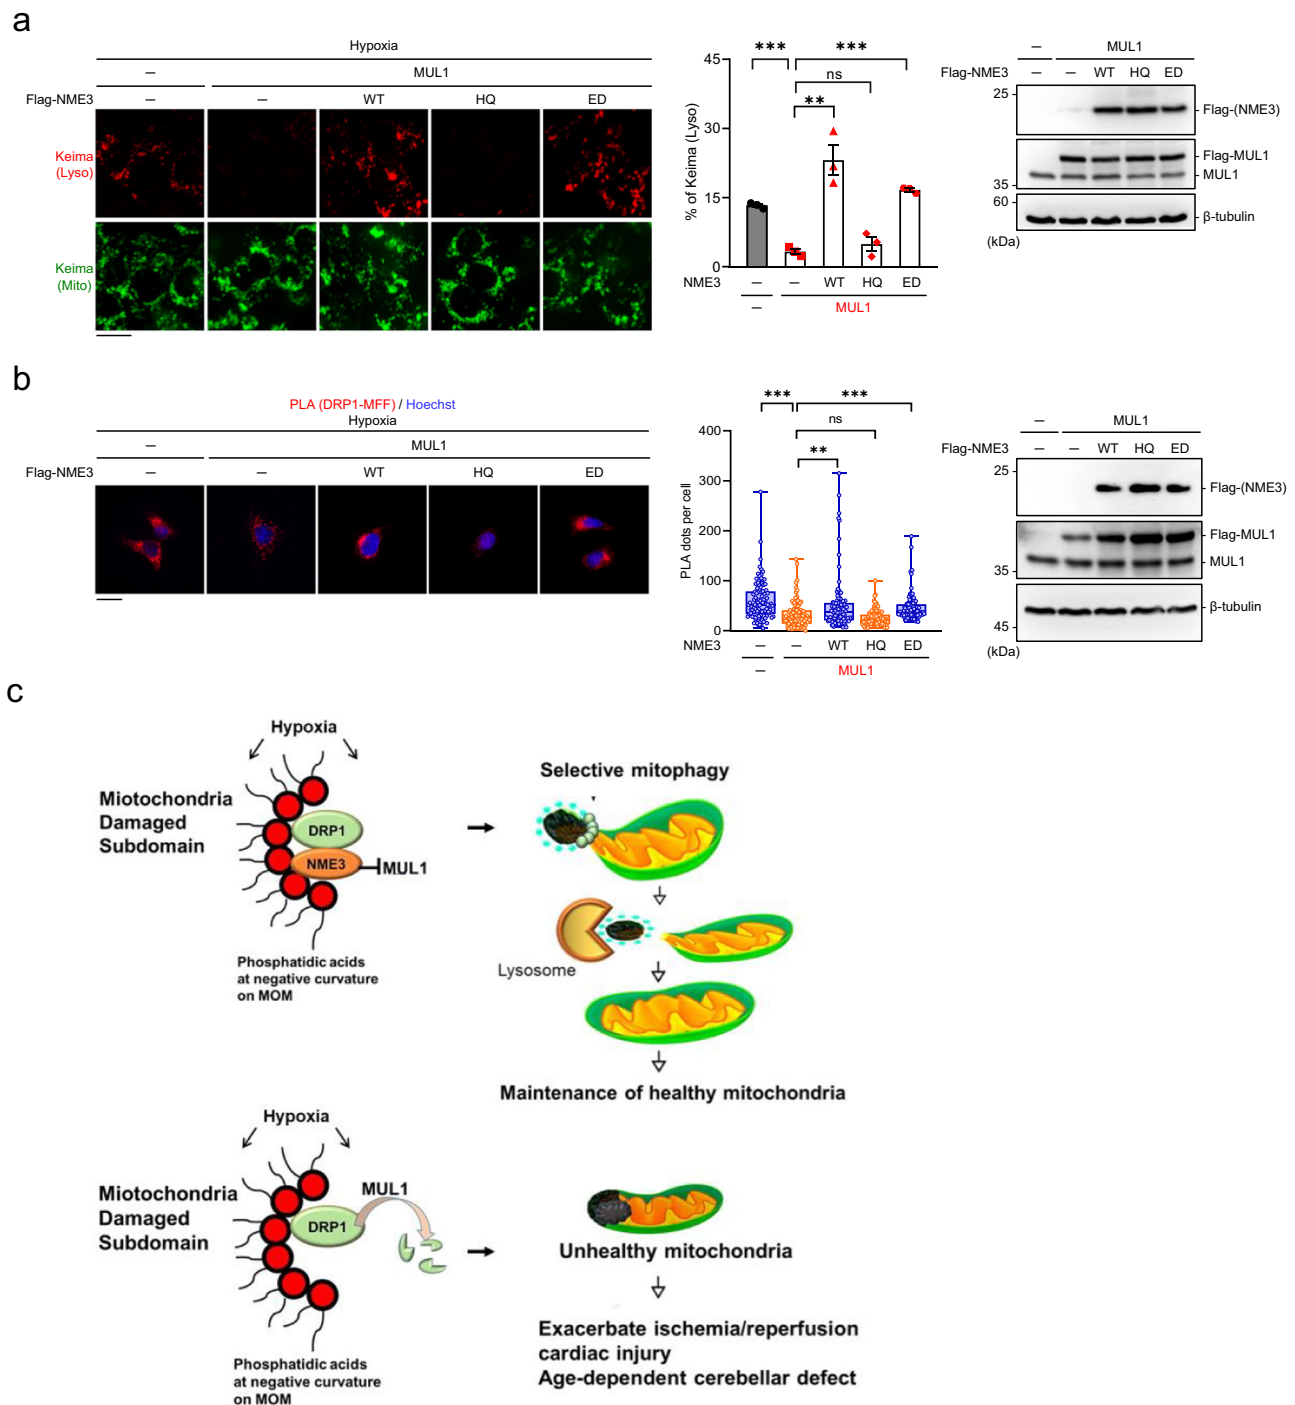 a
Hypoxia
–
MUL1
Flag-NME3
–
–
WT
HQ
ED
Keima
(Lyso)
Keima
(Mito)
% of Keima (Lyso)
45
30
15
0
***
***
ns
**
NME3
–
–
WT
HQ
ED
–
MUL1
–
MUL1
Flag-NME3
–
–
WT
HQ
ED
25
Flag-(NME3)
Flag-MUL1
MUL1
35
60
β-tubulin
(kDa)
b
PLA (DRP1-MFF) / Hoechst
Hypoxia
–
MUL1
Flag-NME3
–
–
WT
HQ
ED
PLA dots per cell
400
300
200
100
0
***
***
ns
**
NME3
–
–
WT
HQ
ED
–
MUL1
–
MUL1
Flag-NME3
–
–
WT
HQ
ED
25
Flag-(NME3)
Flag-MUL1
MUL1
35
β-tubulin
45
(kDa)
c
Hypoxia
Miotochondria
Damaged
Subdomain
DRP1
NME3
MUL1
Phosphatidic acids
at negative curvature
on MOM
Selective mitophagy
Lysosome
Maintenance of healthy mitochondria
Hypoxia
Miotochondria
Damaged
Subdomain
MUL1
DRP1
Phosphatidic acids
at negative curvature
on MOM
Unhealthy mitochondria
Exacerbate ischemia/reperfusion
cardiac injury
Age-dependent cerebellar defect